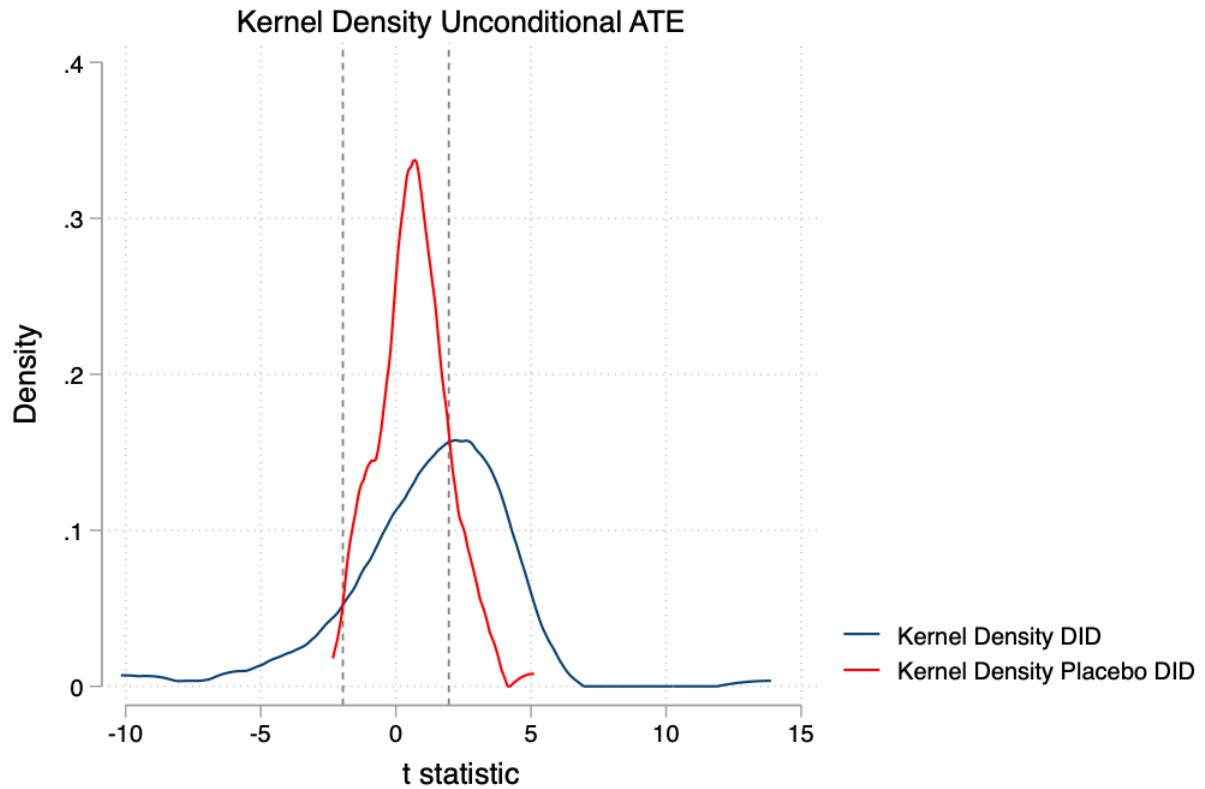 Kernel Density Unconditional ATE
.4
.3
.2
.1
0
Density
-10 -5 0 5 10 15
t statistic
Kernel Density DID
Kernel Density Placebo DID